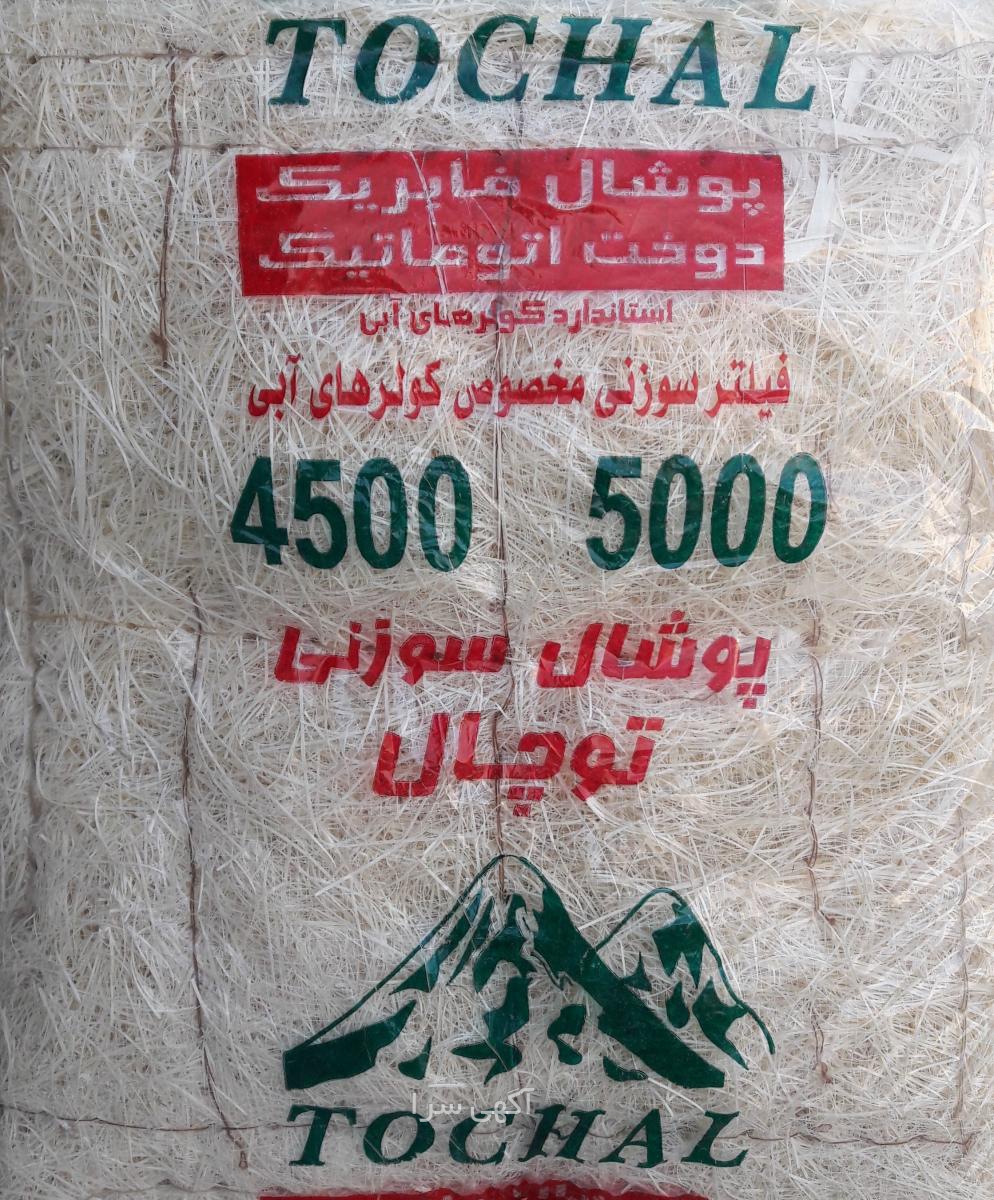 TOCHAL
پوشال فابریک
دوخت اتوماتیک
استاندارد کولرهای آبی
فیلتر سوزنی مخصوص کولرهای آبی
4500 5000
پوشال سوزنی
توچال
آگهی سرا
TOCHAL